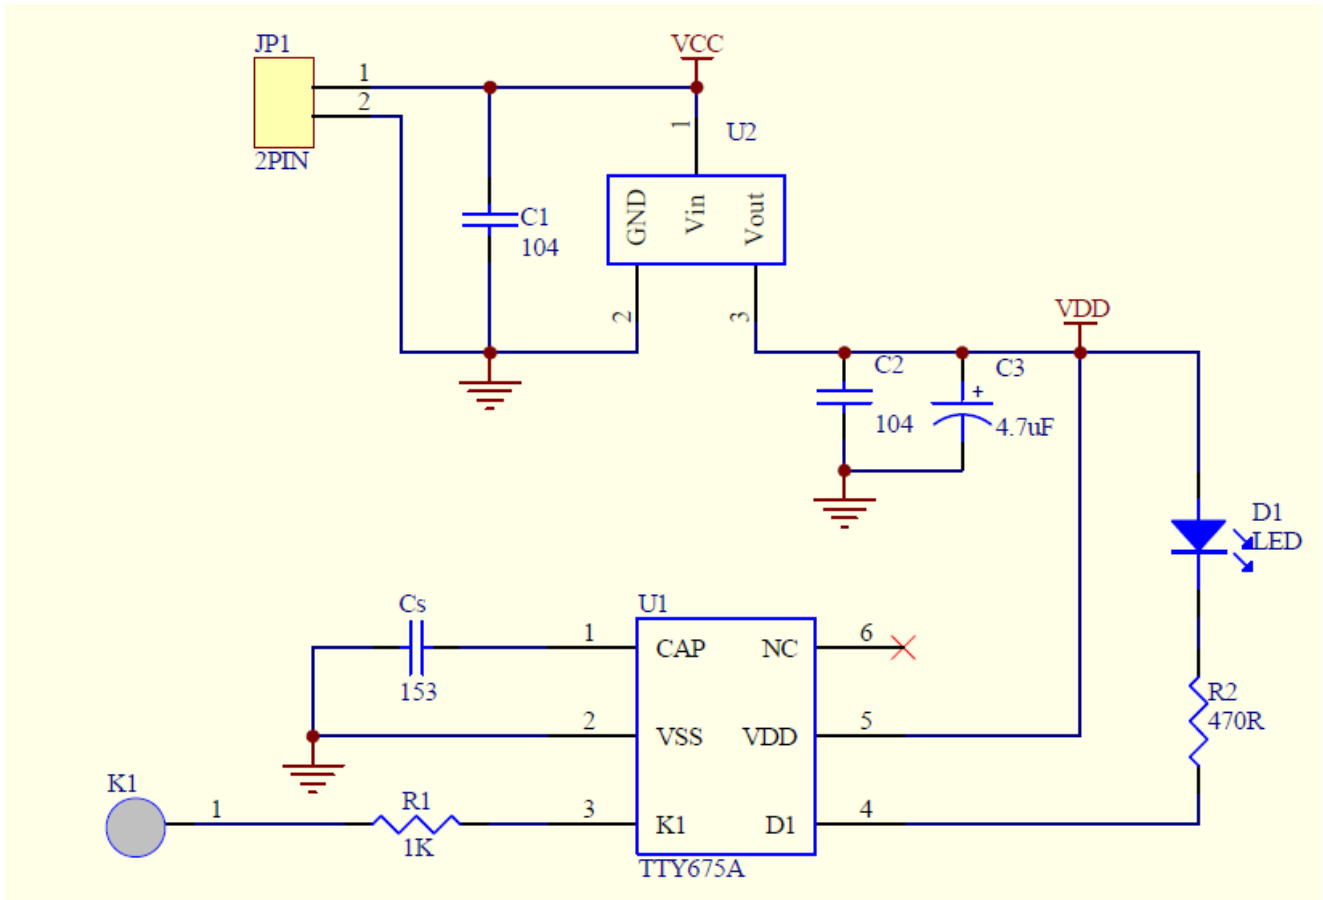 JP1
1
2
2PIN
VCC
1
U2
GND
Vin
Vout
2
3
C1
104
VDD
C2
104
C3
+
4.7uF
D1
LED
R2
470R
Cs
153
U1
1
CAP
NC
6
2
VSS
VDD
5
3
K1
D1
4
TTY675A
K1
1
R1
1K